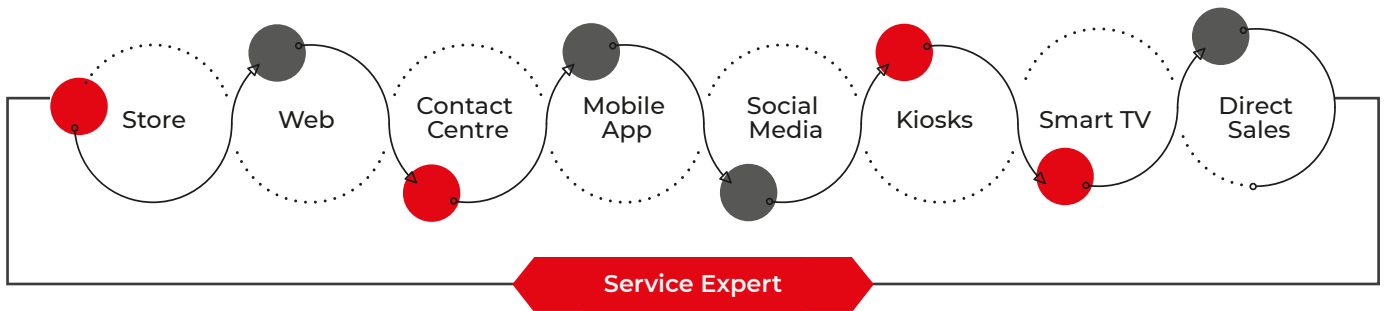 Store
Web
Contact
Centre
Mobile
App
Social
Media
Kiosks
Smart TV
Direct
Sales
Service Expert